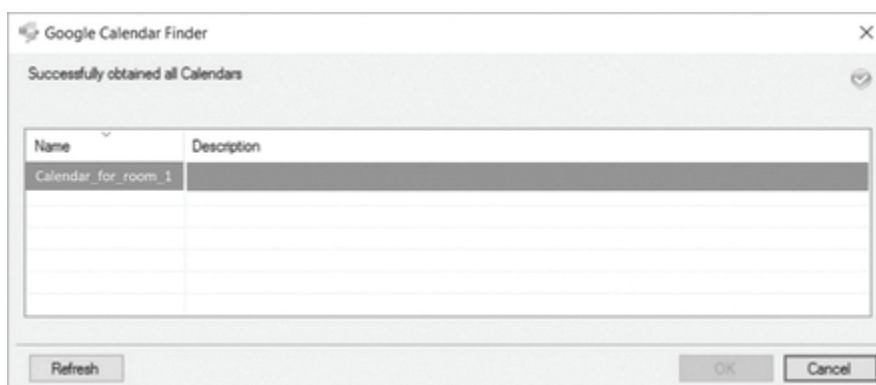 Google Calendar Finder
Successfully obtained all Calendars
Name Description
Calendar_for_room_1
Refresh OK Cancel